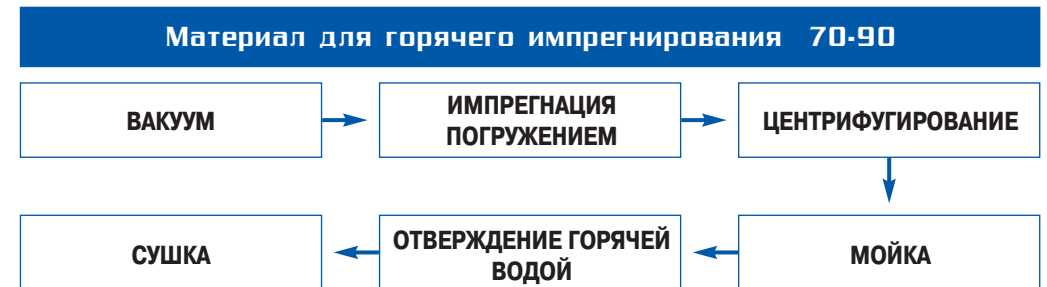 Материал для горячего импрегнирования 70-90
ВАКУУМ
ИМПРЕГНАЦИЯ
ПОГРУЖЕНИЕМ
ЦЕНТРИФУГИРОВАНИЕ
МОЙКА
ОТВЕРЖДЕНИЕ ГОРЯЧЕЙ
ВОДОЙ
СУШКА